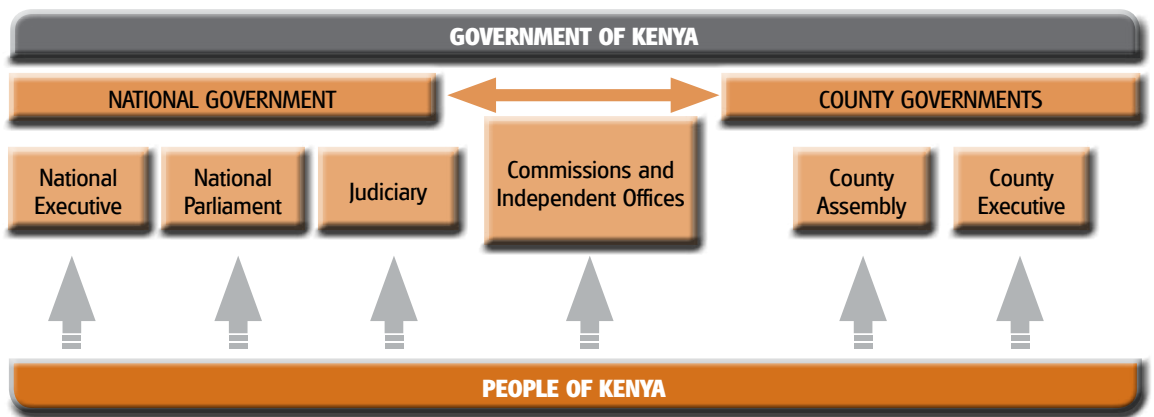 GOVERNMENT OF KENYA
NATIONAL GOVERNMENT
COUNTY GOVERNMENTS
National
Executive
National
Parliament
Judiciary
Commissions and
Independent Offices
County
Assembly
County
Executive
PEOPLE OF KENYA